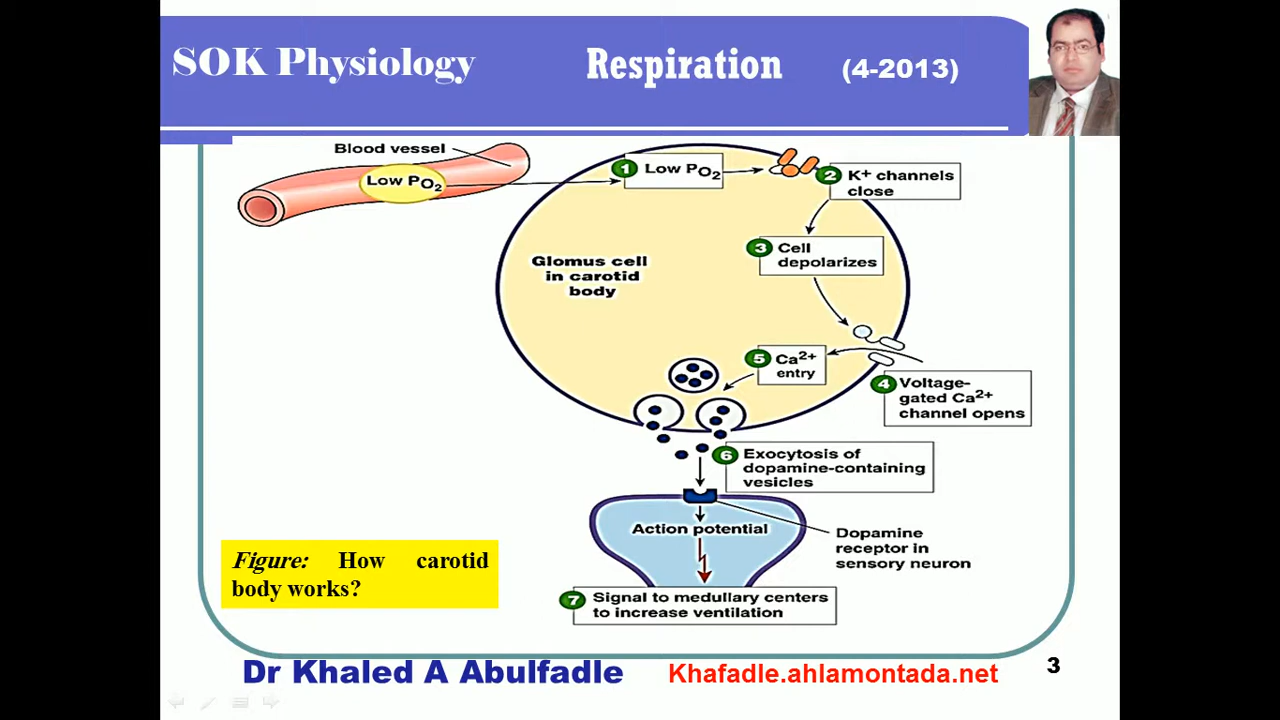 SOK Physiology Respiration (4-2013)
Blood vessel
Low PO2
1 Low PO2
2 K+ channels
close
3 Cell
depolarizes
Glomus cell
in carotid
body
5 Ca2+
entry
4 Voltage-
gated Ca2+
channel opens
6 Exocytosis of
dopamine-containing
vesicles
Action potential
Dopamine
receptor in
sensory neuron
Figure: How carotid
body works?
7 Signal to medullary centers
to increase ventilation
Dr Khaled A Abulfadle Khafadle.ahlamontada.net 3